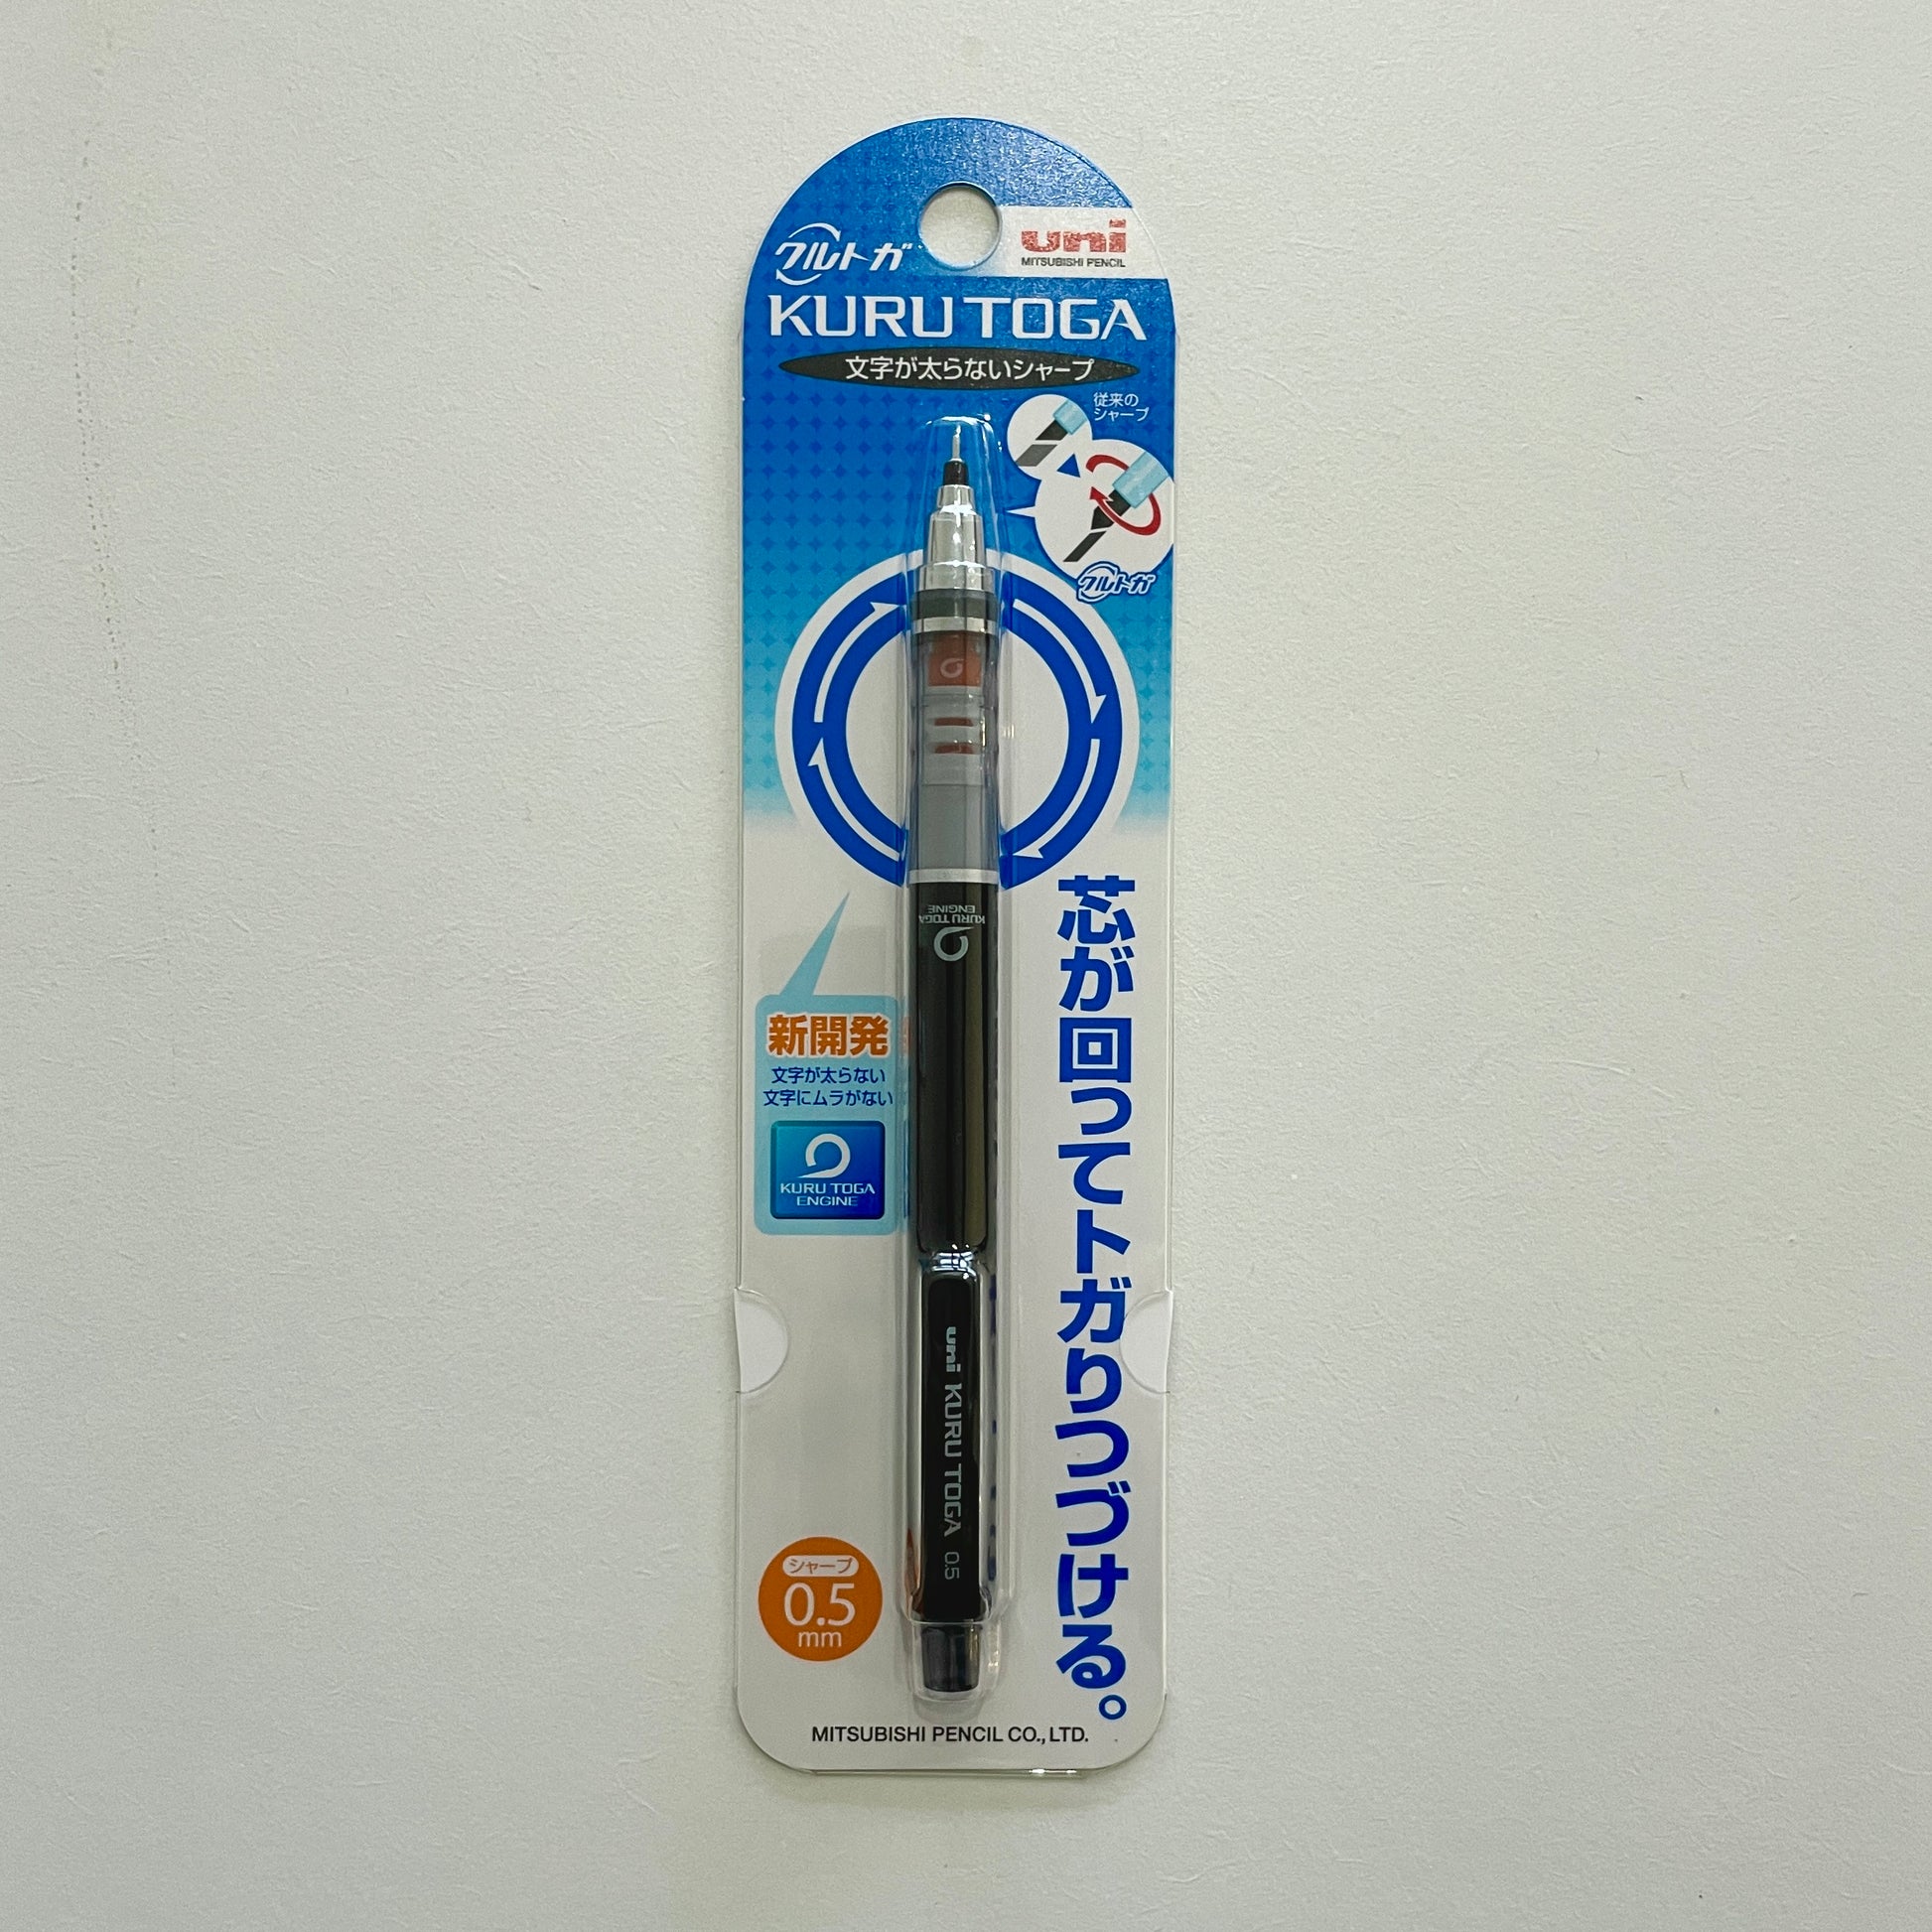 クルトガ
uni
MITSUBISHI PENCIL
KURU TOGA
文字が太らないシャープ
従来の
シャープ
クルトガ
KURU TOGA
ENGINE
芯が回ってトガりつづける。
新開発
文字が太らない
文字にムラがない
KURU TOGA
ENGINE
uni KURU TOGA 0.5
シャープ
0.5
mm
MITSUBISHI PENCIL CO., LTD.